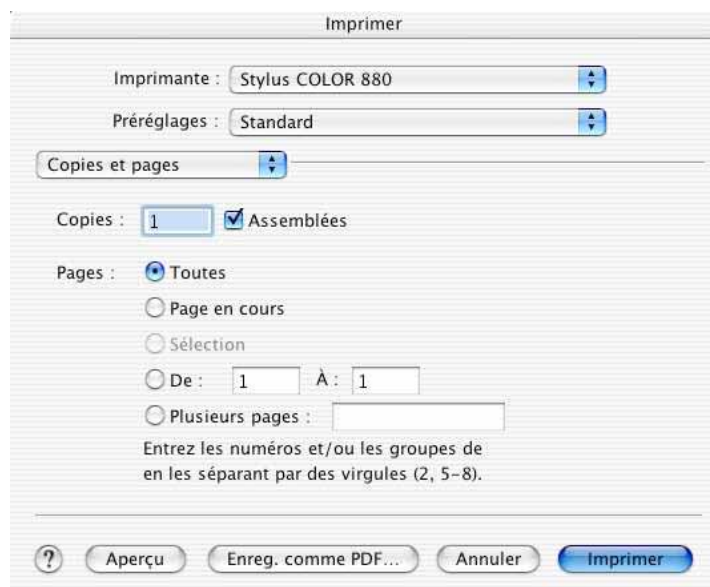 Imprimer
Imprimante : Stylus COLOR 880
Préréglages : Standard
Copies et pages
Copies : 1 Assemblées
Pages : Toutes
Page en cours
Sélection
De : 1 À : 1
Plusieurs pages :
Entrez les numéros et/ou les groupes de
en les séparant par des virgules (2, 5-8).
? Aperçu Enreg. comme PDF... Annuler Imprimer